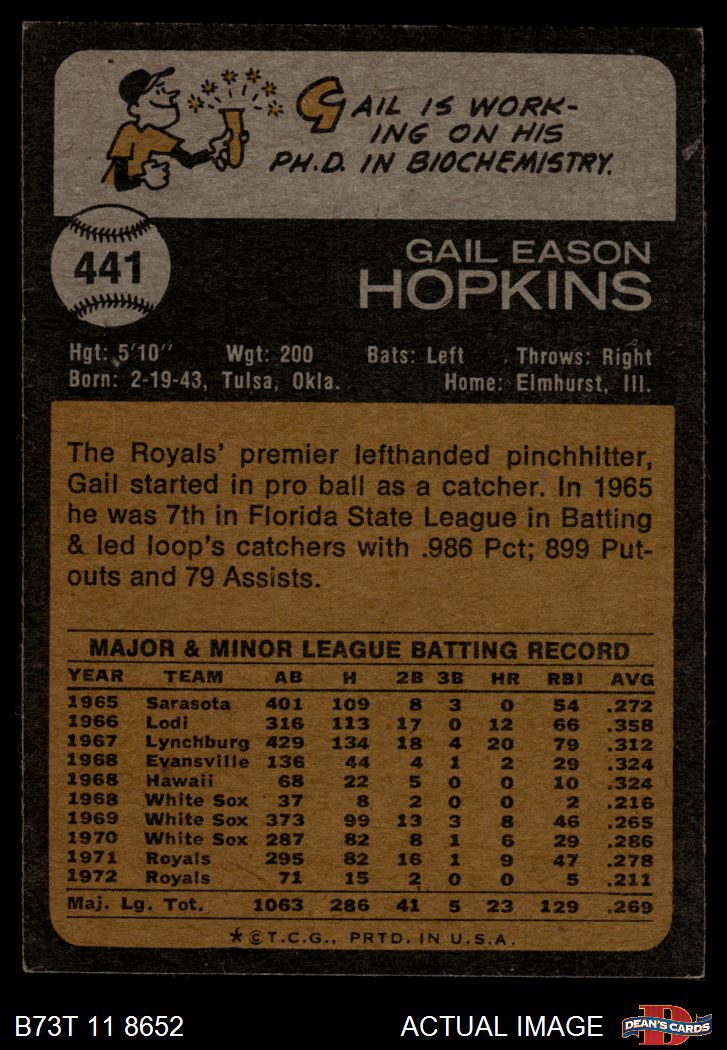 GAIL IS WORK-
ING ON HIS
PH.D. IN BIOCHEMISTRY.
441
GAIL EASON
HOPKINS
Hgt: 5'10" Wgt: 200 Bats: Left Throws: Right
Born: 2-19-43, Tulsa, Okla. Home: Elmhurst, Ill.
The Royals' premier lefthanded pinchhitter,
Gail started in pro ball as a catcher. In 1965
he was 7th in Florida State League in Batting
& led loop's catchers with .986 Pct; 899 Put-
outs and 79 Assists.
MAJOR & MINOR LEAGUE BATTING RECORD
YEAR TEAM AB H 2B 3B HR RBI AVG
1965 Sarasota 401 109 8 3 0 54 .272
1966 Lodi 316 113 17 0 12 66 .358
1967 Lynchburg 429 134 18 4 20 79 .312
1968 Evansville 136 44 4 1 2 29 .324
1968 Hawaii 68 22 5 0 0 10 .324
1968 White Sox 37 8 2 0 0 2 .216
1969 White Sox 373 99 13 3 8 46 .265
1970 White Sox 287 82 8 1 6 29 .286
1971 Royals 295 82 16 1 9 47 .278
1972 Royals 71 15 2 0 0 5 .211
Maj. Lg. Tot. 1063 286 41 5 23 129 .269
*©T.C.G., PRTD. IN U.S.A.
B73T 11 8652 ACTUAL IMAGE D DEAN'S CARDS